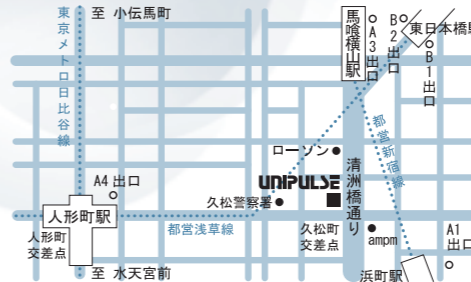 至 小伝馬町
東京メトロ日比谷線
馬喰横山駅
A3出口
B2出口
東日本橋駅
B1出口
都営新宿線
ローソン
UNIPULSE
清洲橋通り
A4 出口
久松警察署
人形町駅
都営浅草線
人形町
交差点
久松町
交差点
ampm
A1
出口
至 水天宮前
浜町駅